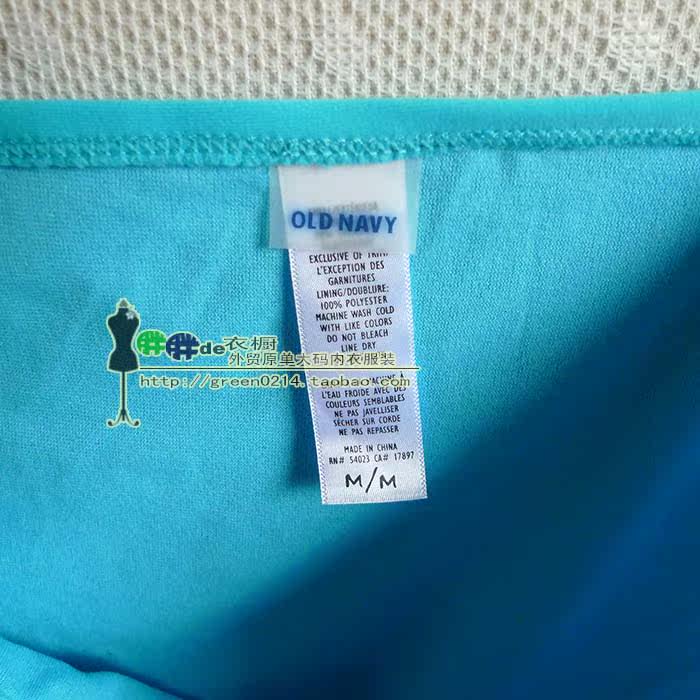 OLD NAVY
EXCLUSIVE OF TRIM/
L'EXCEPTION DES
GARNITURES
LINING/DOUBLURE:
100% POLYESTER
MACHINE WASH COLD
WITH LIKE COLORS
DO NOT BLEACH
LINE DRY
de衣橱
外贸原单大码内衣服装
http://green0214.taobao.com
MACHINE À
L'EAU FROIDE AVEC DES
COULEURS SEMBLABLES
NE PAS JAVELLISER
SÉCHER SUR CORDE
NE PAS REPASSER
MADE IN CHINA
RN# 54023 CA# 17897
M/M